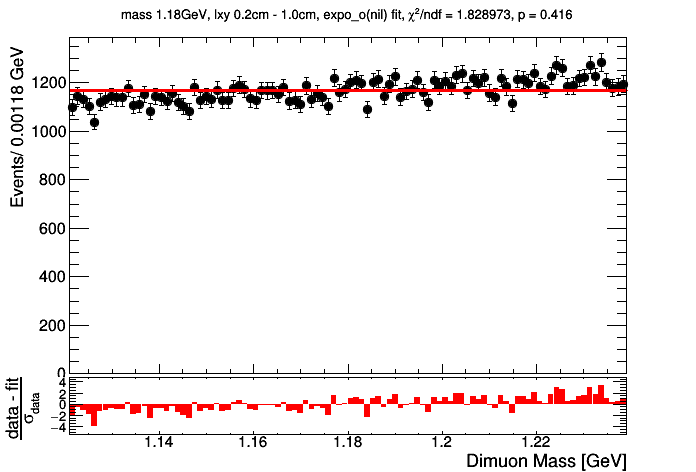 mass 1.18GeV, lxy 0.2cm - 1.0cm, expo_o(nil) fit, χ²/ndf = 1.828973, p = 0.416
Events/ 0.00118 GeV
1200
1000
800
600
400
200
0
data - fit
σdata
4
2
0
−2
−4
1.14 1.16 1.18 1.2 1.22
Dimuon Mass [GeV]